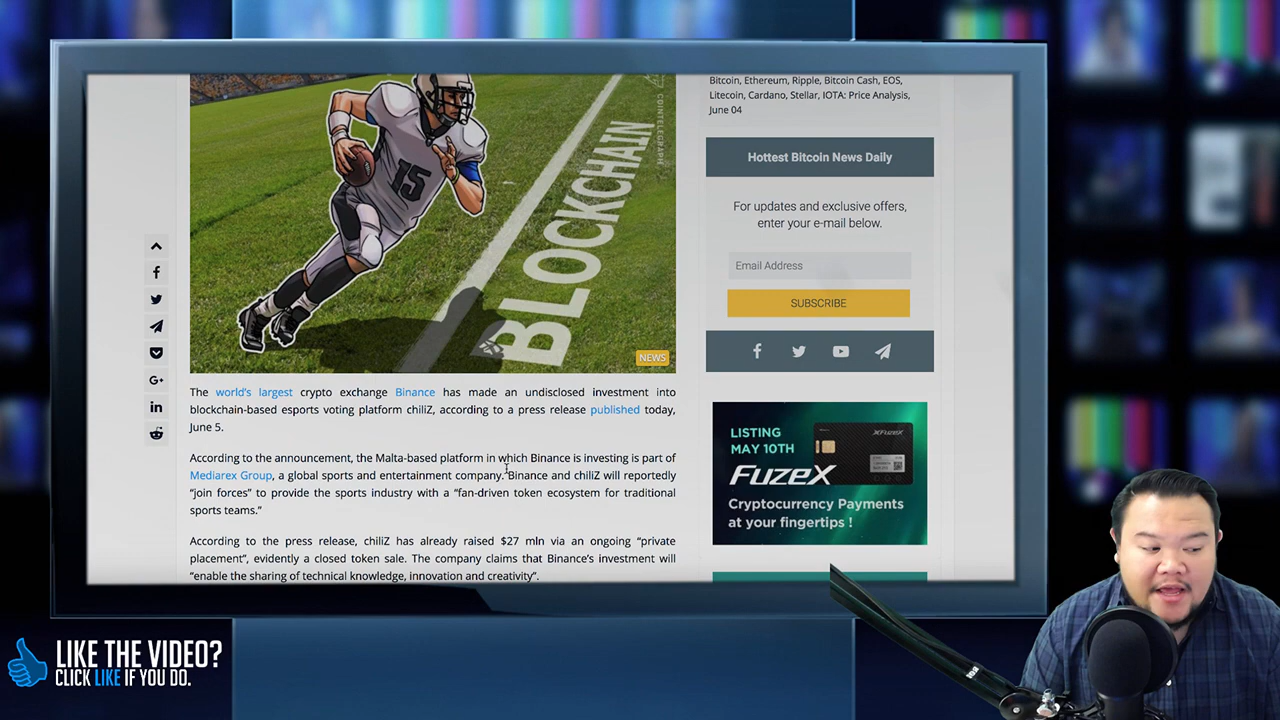 15
BLOCKCHAIN
COINTELEGRAPH
NEWS
The world's largest crypto exchange Binance has made an undisclosed investment into
blockchain-based esports voting platform chiliZ, according to a press release published today,
June 5.
According to the announcement, the Malta-based platform in which Binance is investing is part of
Mediarex Group, a global sports and entertainment company. Binance and chiliZ will reportedly
“join forces” to provide the sports industry with a “fan-driven token ecosystem for traditional
sports teams.”
According to the press release, chiliZ has already raised $27 mln via an ongoing “private
placement”, evidently a closed token sale. The company claims that Binance's investment will
“enable the sharing of technical knowledge, innovation and creativity”.
Bitcoin, Ethereum, Ripple, Bitcoin Cash, EOS,
Litecoin, Cardano, Stellar, IOTA: Price Analysis,
June 04
Hottest Bitcoin News Daily
For updates and exclusive offers,
enter your e-mail below.
Email Address
SUBSCRIBE
LISTING
MAY 10TH
FUZEX
XFUZEX
Cryptocurrency Payments
at your fingertips !
LIKE THE VIDEO?
CLICK LIKE IF YOU DO.